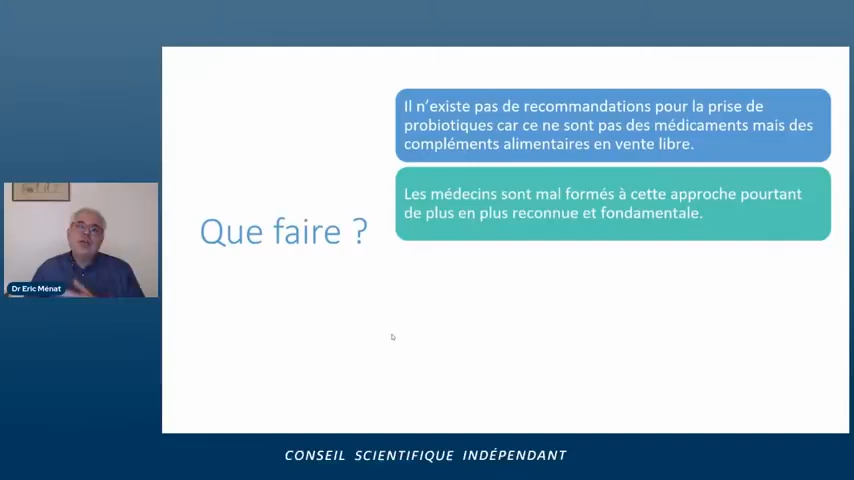 Il n'existe pas de recommandations pour la prise de
probiotiques car ce ne sont pas des médicaments mais des
compléments alimentaires en vente libre.
Les médecins sont mal formés à cette approche pourtant
de plus en plus reconnue et fondamentale.
Que faire ?
Dr Eric Ménat
CONSEIL SCIENTIFIQUE INDÉPENDANT